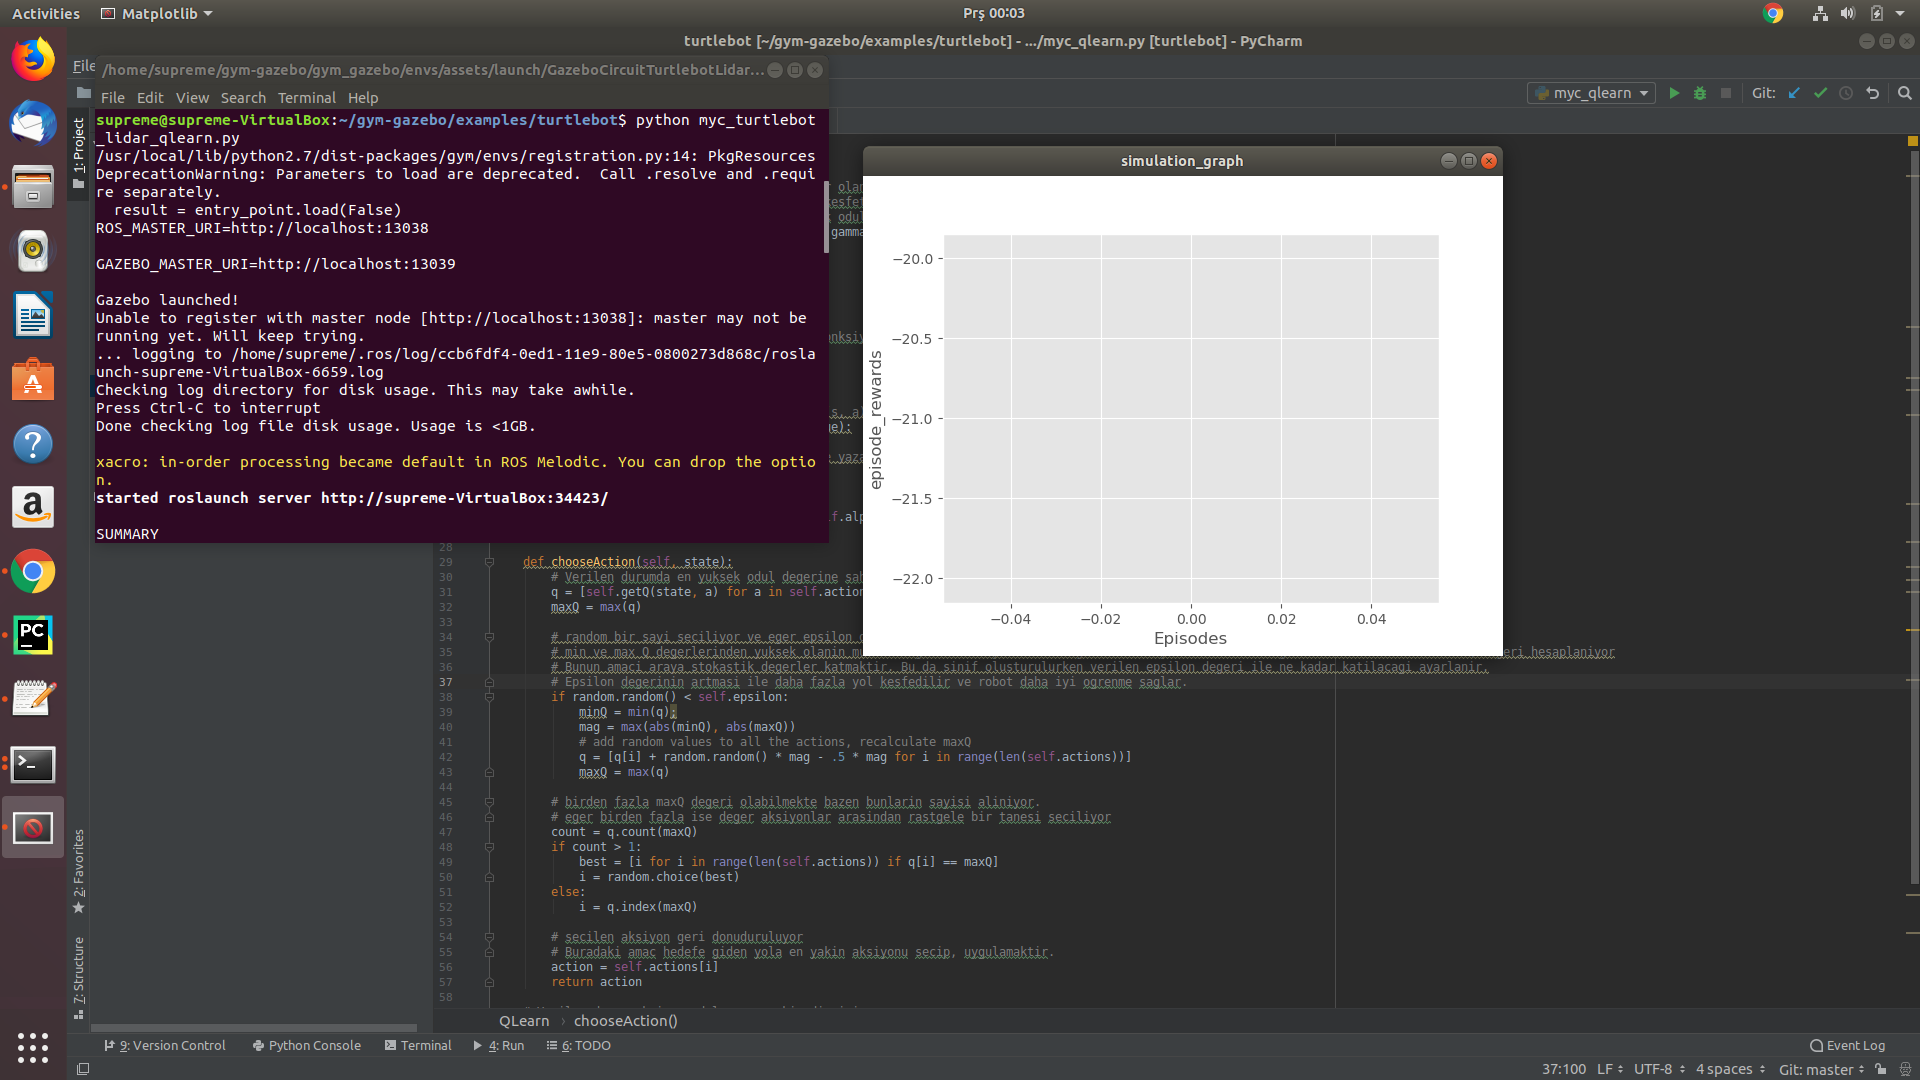 Activities
Matplotlib
Prş 00:03
turtlebot [~/gym-gazebo/examples/turtlebot] - .../myc_qlearn.py [turtlebot] - PyCharm
File
/home/supreme/gym-gazebo/gym_gazebo/envs/assets/launch/GazeboCircuitTurtlebotLidar...
File Edit View Search Terminal Help
myc_qlearn
Git:
1: Project
supreme@supreme-VirtualBox:~/gym-gazebo/examples/turtlebot$ python myc_turtlebot
_lidar_qlearn.py
/usr/local/lib/python2.7/dist-packages/gym/envs/registration.py:14: PkgResources
DeprecationWarning: Parameters to load are deprecated.  Call .resolve and .requi
re separately.
  result = entry_point.load(False)
ROS_MASTER_URI=http://localhost:13038
GAZEBO_MASTER_URI=http://localhost:13039
Gazebo launched!
Unable to register with master node [http://localhost:13038]: master may not be
running yet. Will keep trying.
... logging to /home/supreme/.ros/log/ccb6fdf4-0ed1-11e9-80e5-0800273d868c/rosla
unch-supreme-VirtualBox-6659.log
Checking log directory for disk usage. This may take awhile.
Press Ctrl-C to interrupt
Done checking log file disk usage. Usage is <1GB.
xacro: in-order processing became default in ROS Melodic. You can drop the optio
n.
started roslaunch server http://supreme-VirtualBox:34423/
SUMMARY
simulation_graph
−20.0
−20.5
−21.0
−21.5
−22.0
episode_rewards
−0.04 −0.02 0.00 0.02 0.04
Episodes
28
29 def chooseAction(self, state):
30 # Verilen durumda en yuksek odul degerine sah
31 q = [self.getQ(state, a) for a in self.action
32 maxQ = max(q)
33
34 # random bir sayi seciliyor ve eger epsilon d
35 # min ve max Q degerlerinden yuksek olanin m eri hesaplaniyor
36 # Bunun amaci araya stokastik degerler katmaktir. Bu da sinif olusturulurken verilen epsilon degeri ile ne kadar katilacagi ayarlanir.
37 # Epsilon degerinin artmasi ile daha fazla yol kesfedilir ve robot daha iyi ogrenme saglar.
38 if random.random() < self.epsilon:
39 minQ = min(q);
40 mag = max(abs(minQ), abs(maxQ))
41 # add random values to all the actions, recalculate maxQ
42 q = [q[i] + random.random() * mag - .5 * mag for i in range(len(self.actions))]
43 maxQ = max(q)
44
45 # birden fazla maxQ degeri olabilmekte bazen bunlarin sayisi aliniyor.
46 # eger birden fazla ise deger aksiyonlar arasindan rastgele bir tanesi seciliyor
47 count = q.count(maxQ)
48 if count > 1:
49 best = [i for i in range(len(self.actions)) if q[i] == maxQ]
50 i = random.choice(best)
51 else:
52 i = q.index(maxQ)
53
54 # secilen aksiyon geri donuduruluyor
55 # Buradaki amac hedefe giden yola en yakin aksiyonu secip, uygulamaktir.
56 action = self.actions[i]
57 return action
58
2: Favorites
7: Structure
QLearn › chooseAction()
9: Version Control
Python Console
Terminal
4: Run
6: TODO
Event Log
37:100 LF UTF-8 4 spaces Git: master